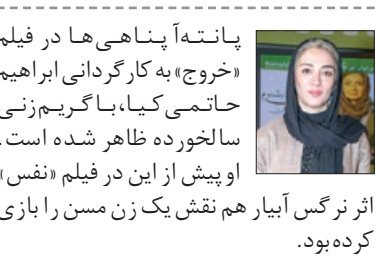 پانته‌آ پناهی‌ها در فیلم
«خروج» به کارگردانی ابراهیم
حاتمی‌کیا، با گریم زنی
سالخورده ظاهر شده است.
او پیش از این در فیلم «نفس»
اثر نرگس آبیار هم نقش یک زن مسن را بازی
کرده بود.